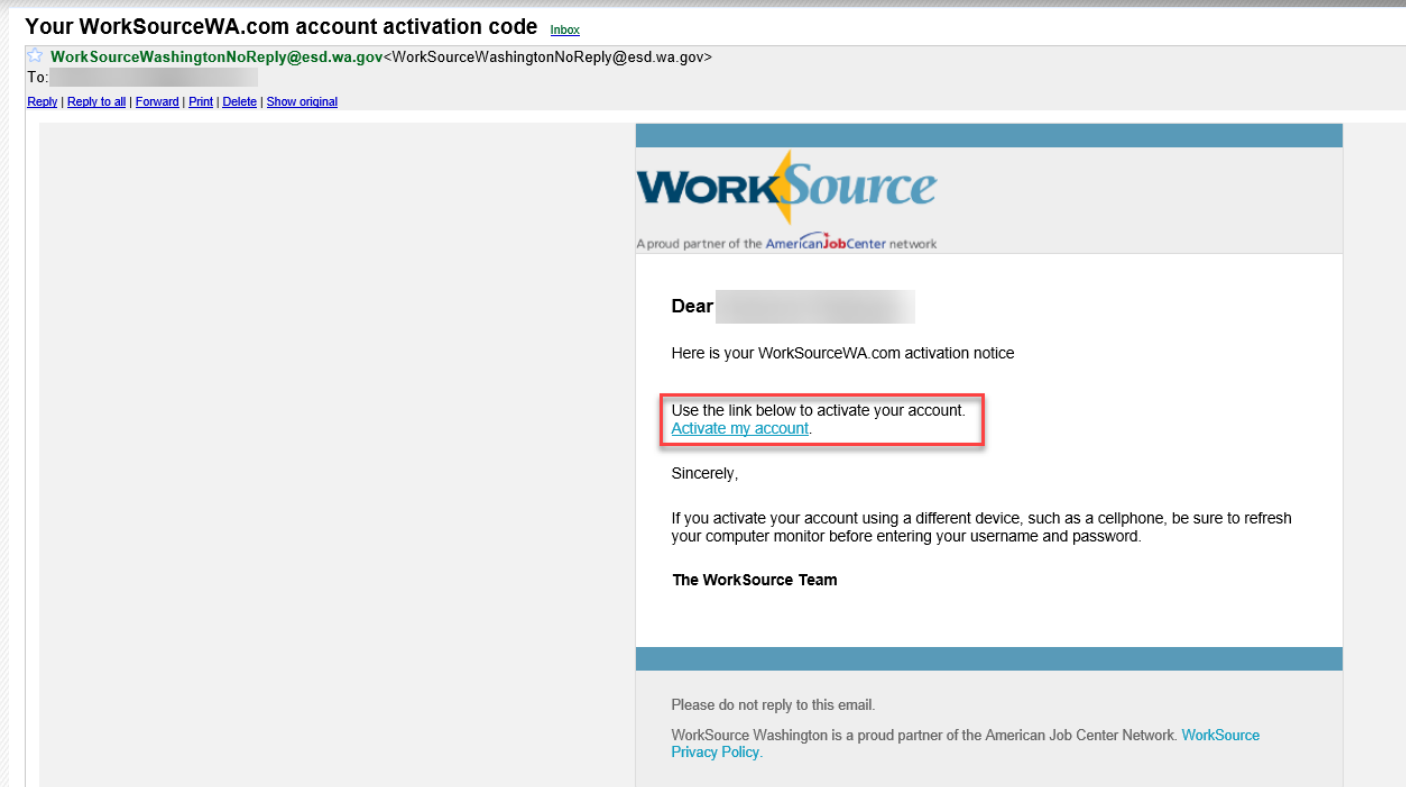 Your WorkSourceWA.com account activation code Inbox
WorkSourceWashingtonNoReply@esd.wa.gov<WorkSourceWashingtonNoReply@esd.wa.gov>
To:
Reply | Reply to all | Forward | Print | Delete | Show original
WorkSource
A proud partner of the AmericanJobCenter network
Dear
Here is your WorkSourceWA.com activation notice
Use the link below to activate your account.
Activate my account.
Sincerely,
If you activate your account using a different device, such as a cellphone, be sure to refresh
your computer monitor before entering your username and password.
The WorkSource Team
Please do not reply to this email.
WorkSource Washington is a proud partner of the American Job Center Network. WorkSource
Privacy Policy.